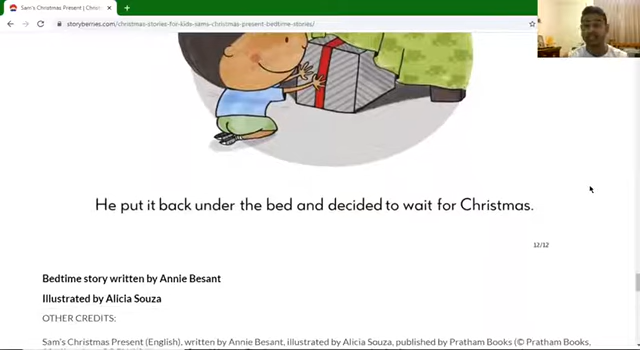 Sam's Christmas Present | Christ
storyberries.com/christmas-stories-for-kids-sams-christmas-present-bedtime-stories/
He put it back under the bed and decided to wait for Christmas.
12/12
Bedtime story written by Annie Besant
Illustrated by Alicia Souza
OTHER CREDITS:
Sam's Christmas Present (English), written by Annie Besant, illustrated by Alicia Souza, published by Pratham Books (© Pratham Books,